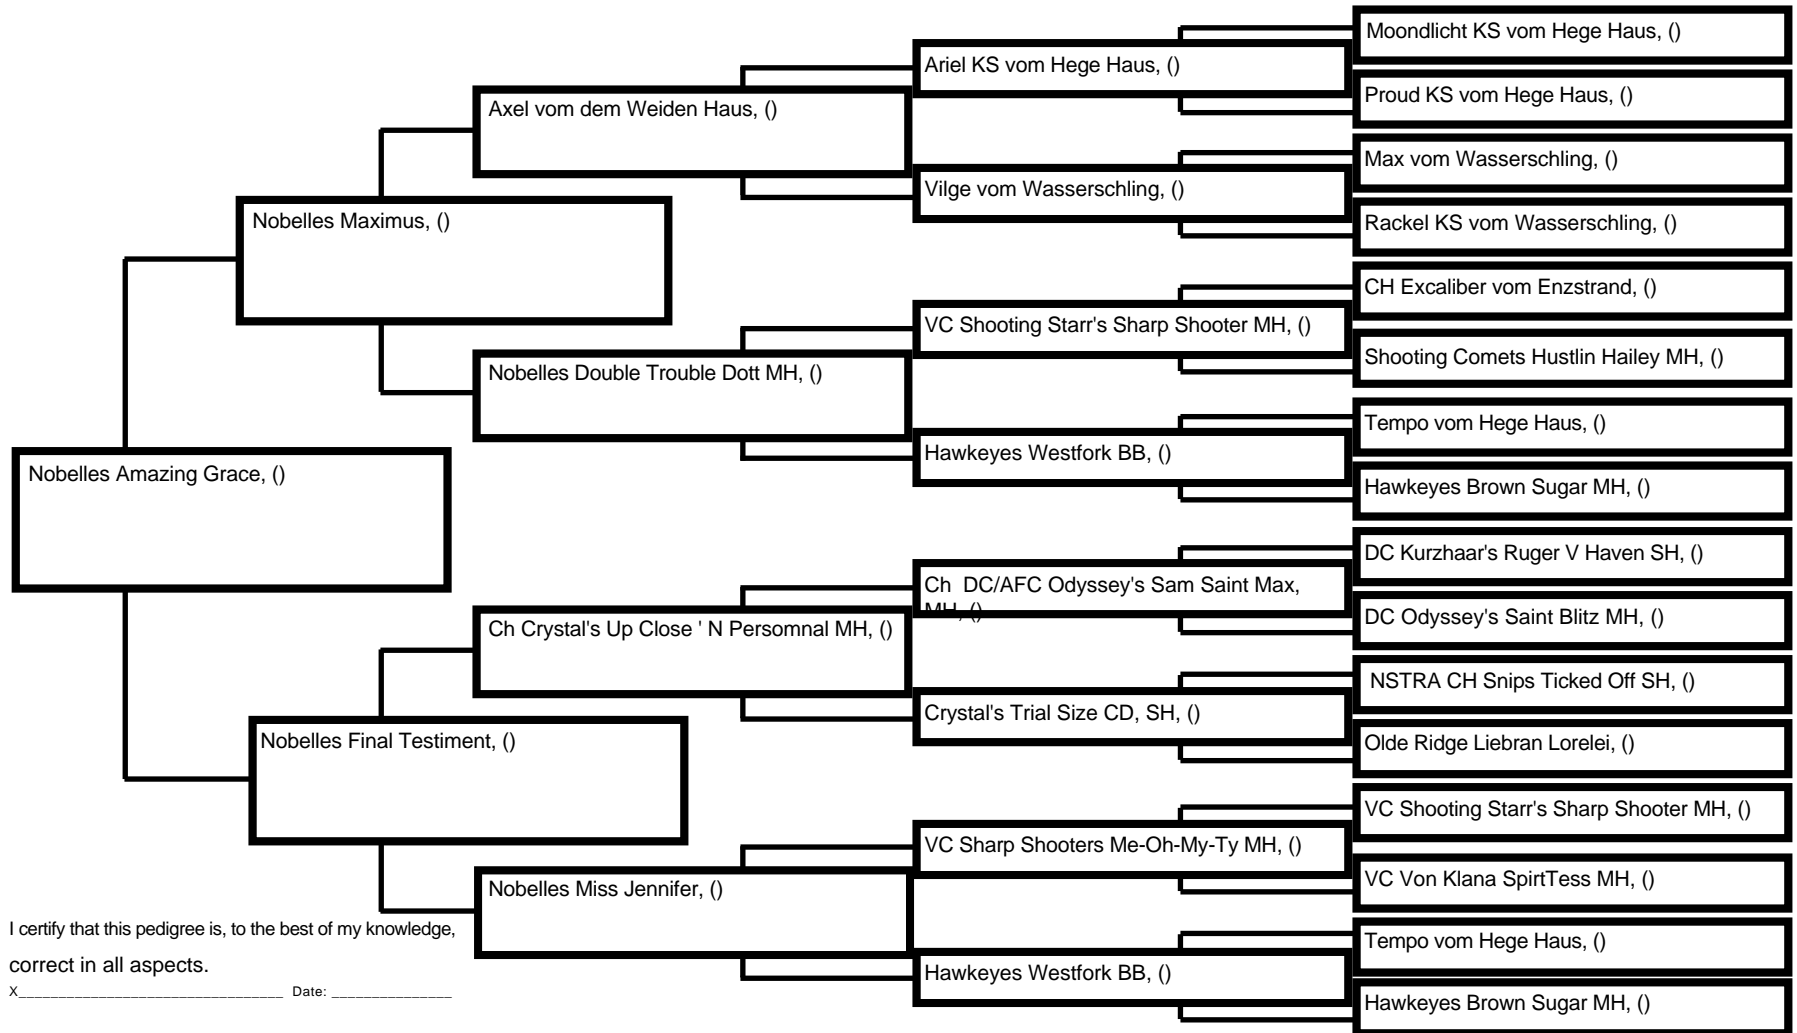 Moondlicht KS vom Hege Haus, ()
Ariel KS vom Hege Haus, ()
Proud KS vom Hege Haus, ()
Axel vom dem Weiden Haus, ()
Max vom Wasserschling, ()
Vilge vom Wasserschling, ()
Rackel KS vom Wasserschling, ()
Nobelles Maximus, ()
CH Excaliber vom Enzstrand, ()
VC Shooting Starr's Sharp Shooter MH, ()
Shooting Comets Hustlin Hailey MH, ()
Nobelles Double Trouble Dott MH, ()
Tempo vom Hege Haus, ()
Hawkeyes Westfork BB, ()
Hawkeyes Brown Sugar MH, ()
Nobelles Amazing Grace, ()
DC Kurzhaar's Ruger V Haven SH, ()
Ch  DC/AFC Odyssey's Sam Saint Max,
MH, ()
DC Odyssey's Saint Blitz MH, ()
Ch Crystal's Up Close ' N Persomnal MH, ()
NSTRA CH Snips Ticked Off SH, ()
Crystal's Trial Size CD, SH, ()
Olde Ridge Liebran Lorelei, ()
Nobelles Final Testiment, ()
VC Shooting Starr's Sharp Shooter MH, ()
VC Sharp Shooters Me-Oh-My-Ty MH, ()
VC Von Klana SpirtTess MH, ()
Nobelles Miss Jennifer, ()
Tempo vom Hege Haus, ()
Hawkeyes Westfork BB, ()
Hawkeyes Brown Sugar MH, ()
I certify that this pedigree is, to the best of my knowledge,
correct in all aspects.
X_________________________________ Date: _______________